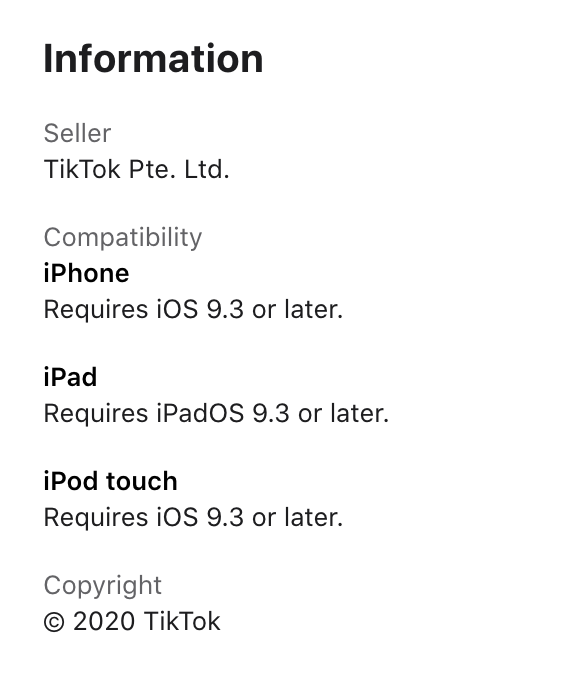 Information
Seller
TikTok Pte. Ltd.
Compatibility
iPhone
Requires iOS 9.3 or later.
iPad
Requires iPadOS 9.3 or later.
iPod touch
Requires iOS 9.3 or later.
Copyright
© 2020 TikTok